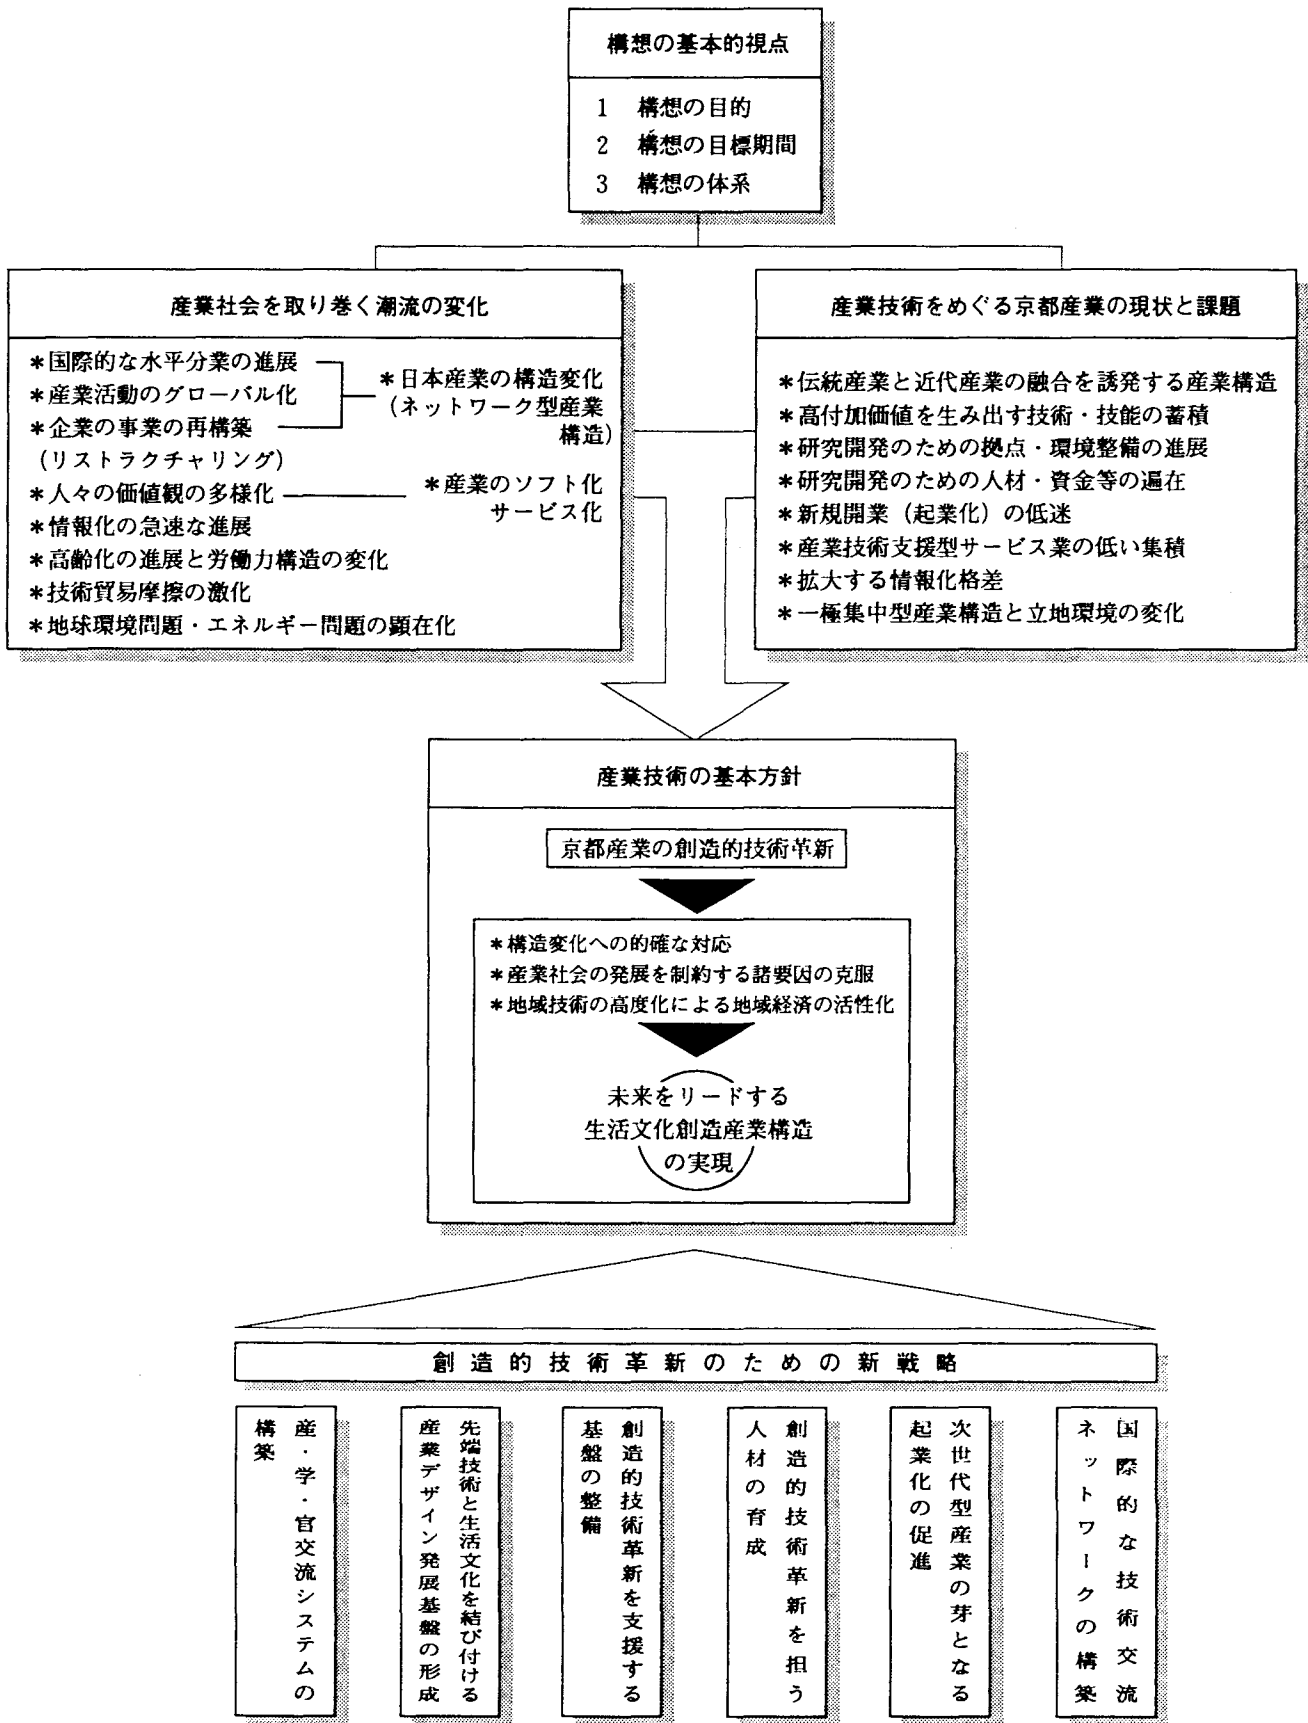 構想の基本的視点
1 構想の目的
2 構想の目標期間
3 構想の体系
産業社会を取り巻く潮流の変化
*国際的な水平分業の進展
*産業活動のグローバル化
*企業の事業の再構築
(リストラクチャリング)
*日本産業の構造変化
(ネットワーク型産業
構造)
*人々の価値観の多様化
*産業のソフト化
サービス化
*情報化の急速な進展
*高齢化の進展と労働力構造の変化
*技術貿易摩擦の激化
*地球環境問題・エネルギー問題の顕在化
産業技術をめぐる京都産業の現状と課題
*伝統産業と近代産業の融合を誘発する産業構造
*高付加価値を生み出す技術・技能の蓄積
*研究開発のための拠点・環境整備の進展
*研究開発のための人材・資金等の遍在
*新規開業(起業化)の低迷
*産業技術支援型サービス業の低い集積
*拡大する情報化格差
*一極集中型産業構造と立地環境の変化
産業技術の基本方針
京都産業の創造的技術革新
*構造変化への的確な対応
*産業社会の発展を制約する諸要因の克服
*地域技術の高度化による地域経済の活性化
未来をリードする
生活文化創造産業構造
の実現
創造的技術革新のための新戦略
産・学・官交流システムの
構築
先端技術と生活文化を結び付ける
産業デザイン発展基盤の形成
創造的技術革新を支援する
基盤の整備
創造的技術革新を担う
人材の育成
次世代型産業の芽となる
起業化の促進
国際的な技術交流
ネットワークの構築